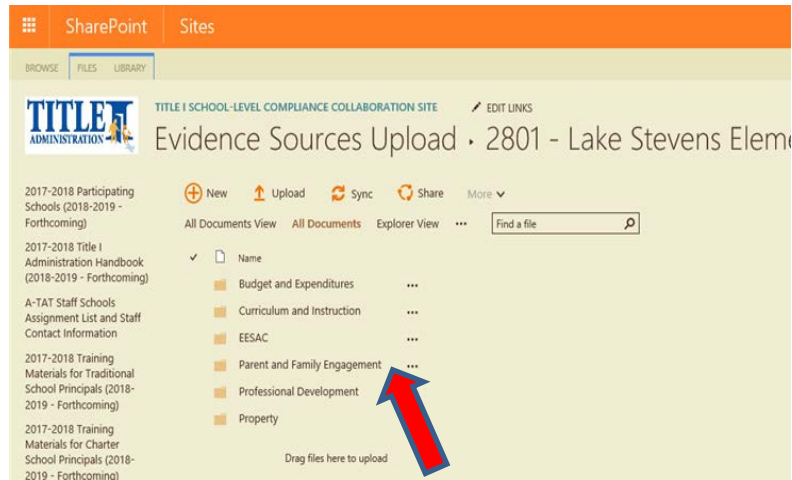 SharePoint Sites
BROWSE FILES LIBRARY
TITLE I
ADMINISTRATION
TITLE I SCHOOL-LEVEL COMPLIANCE COLLABORATION SITE EDIT LINKS
Evidence Sources Upload › 2801 - Lake Stevens Eleme
2017-2018 Participating
Schools (2018-2019 -
Forthcoming)
2017-2018 Title I
Administration Handbook
(2018-2019 - Forthcoming)
A-TAT Staff Schools
Assignment List and Staff
Contact Information
2017-2018 Training
Materials for Traditional
School Principals (2018-
2019 - Forthcoming)
2017-2018 Training
Materials for Charter
School Principals (2018-
2019 - Forthcoming)
New Upload Sync Share More
All Documents View All Documents Explorer View ••• Find a file
Name
Budget and Expenditures •••
Curriculum and Instruction •••
EESAC •••
Parent and Family Engagement •••
Professional Development
Property
Drag files here to upload